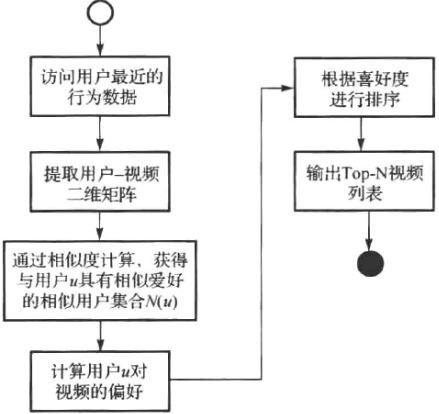 访问用户最近的
行为数据
提取用户–视频
二维矩阵
通过相似度计算，获得
与用户u具有相似爱好
的相似用户集合N(u)
计算用户u对
视频的偏好
根据喜好度
进行排序
输出Top-N视频
列表